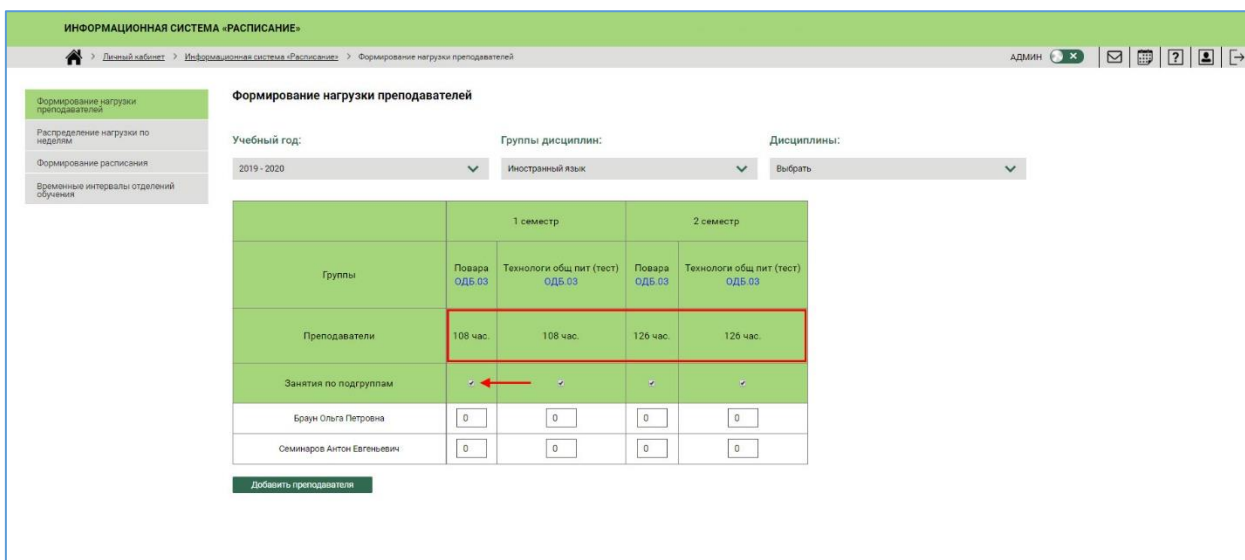 ИНФОРМАЦИОННАЯ СИСТЕМА «РАСПИСАНИЕ»
> Личный кабинет > Информационная система «Расписание» > Формирование нагрузки преподавателей
АДМИН
Формирование нагрузки
преподавателей
Распределение нагрузки по
неделям
Формирование расписания
Временные интервалы отделений
обучения
Формирование нагрузки преподавателей
Учебный год: Группы дисциплин: Дисциплины:
2019 - 2020 Иностранный язык Выбрать
1 семестр 2 семестр
Группы Повара ОДБ.03 Технологи общ пит (тест) ОДБ.03 Повара ОДБ.03 Технологи общ пит (тест) ОДБ.03
Преподаватели 108 час. 108 час. 126 час. 126 час.
Занятия по подгруппам
Браун Ольга Петровна 0 0 0 0
Семинаров Антон Евгеньевич 0 0 0 0
Добавить преподавателя